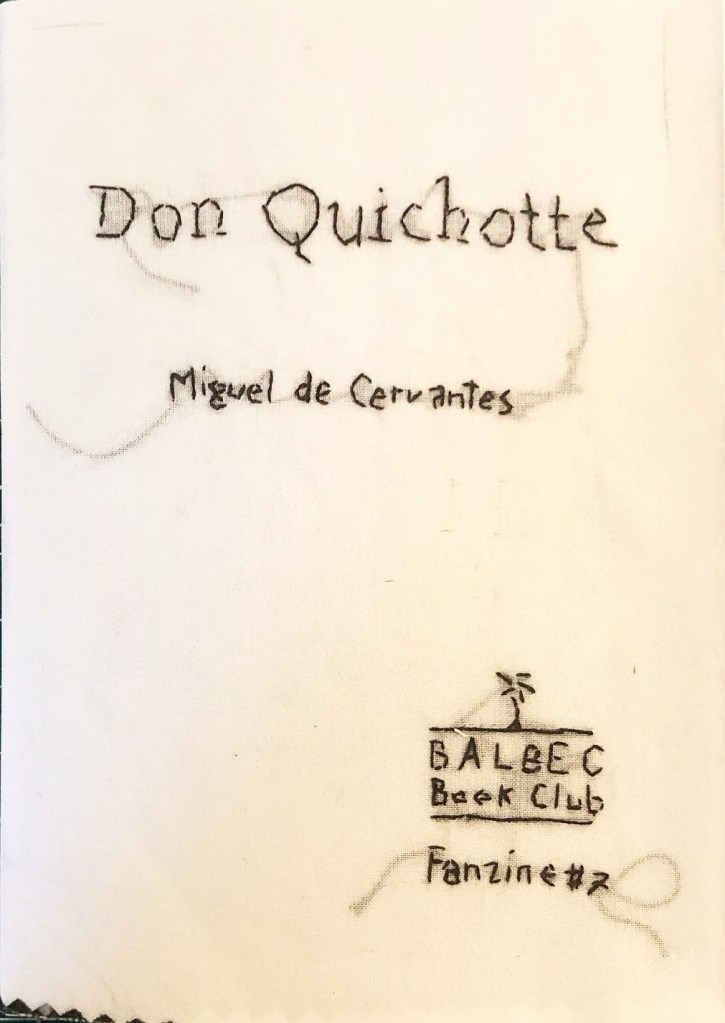 Don Quichotte
Miguel de Cervantes
BALBEC
Book Club
Fanzine #7